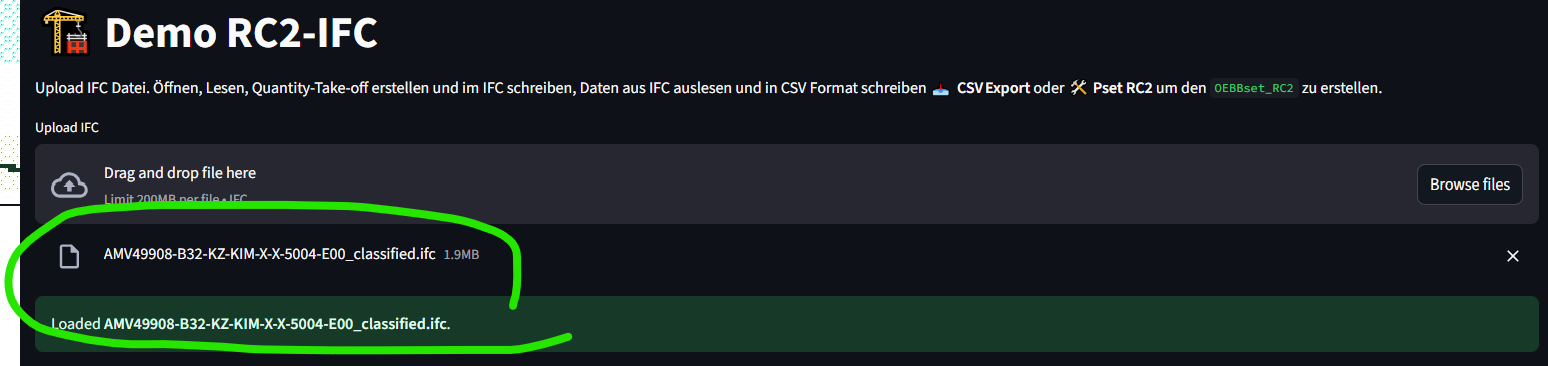 Demo RC2-IFC
Upload IFC Datei. Öffnen, Lesen, Quantity-Take-off erstellen und im IFC schreiben, Daten aus IFC auslesen und in CSV Format schreiben 📥 CSV Export oder 🛠️ Pset RC2 um den OEBBset_RC2 zu erstellen.
Upload IFC
Drag and drop file here
Limit 200MB per file • IFC
Browse files
AMV49908-B32-KZ-KIM-X-X-5004-E00_classified.ifc 1.9MB
Loaded AMV49908-B32-KZ-KIM-X-X-5004-E00_classified.ifc.